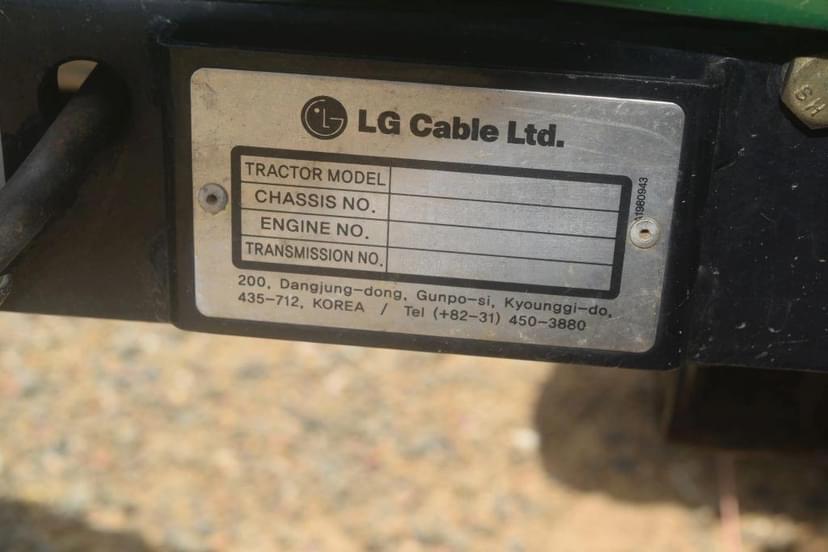 LG Cable Ltd.
TRACTOR MODEL
CHASSIS NO.
ENGINE NO.
TRANSMISSION NO.
A1980943
200, Dangjung-dong, Gunpo-si, Kyounggi-do,
435-712, KOREA / Tel (+82-31) 450-3880